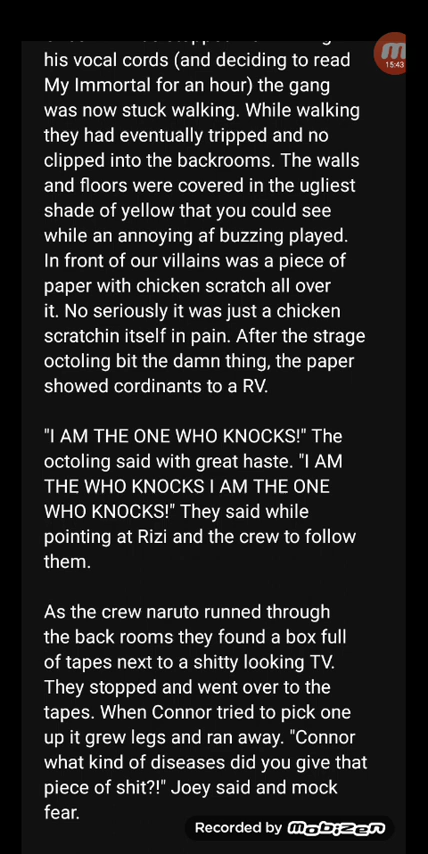 his vocal cords (and deciding to read
My Immortal for an hour) the gang
was now stuck walking. While walking
they had eventually tripped and no
clipped into the backrooms. The walls
and floors were covered in the ugliest
shade of yellow that you could see
while an annoying af buzzing played.
In front of our villains was a piece of
paper with chicken scratch all over
it. No seriously it was just a chicken
scratchin itself in pain. After the strage
octoling bit the damn thing, the paper
showed cordinants to a RV.
"I AM THE ONE WHO KNOCKS!" The
octoling said with great haste. "I AM
THE WHO KNOCKS I AM THE ONE
WHO KNOCKS!" They said while
pointing at Rizi and the crew to follow
them.
As the crew naruto runned through
the back rooms they found a box full
of tapes next to a shitty looking TV.
They stopped and went over to the
tapes. When Connor tried to pick one
up it grew legs and ran away. "Connor
what kind of diseases did you give that
piece of shit?!" Joey said and mock
fear.
m
15:43
Recorded by mobizen